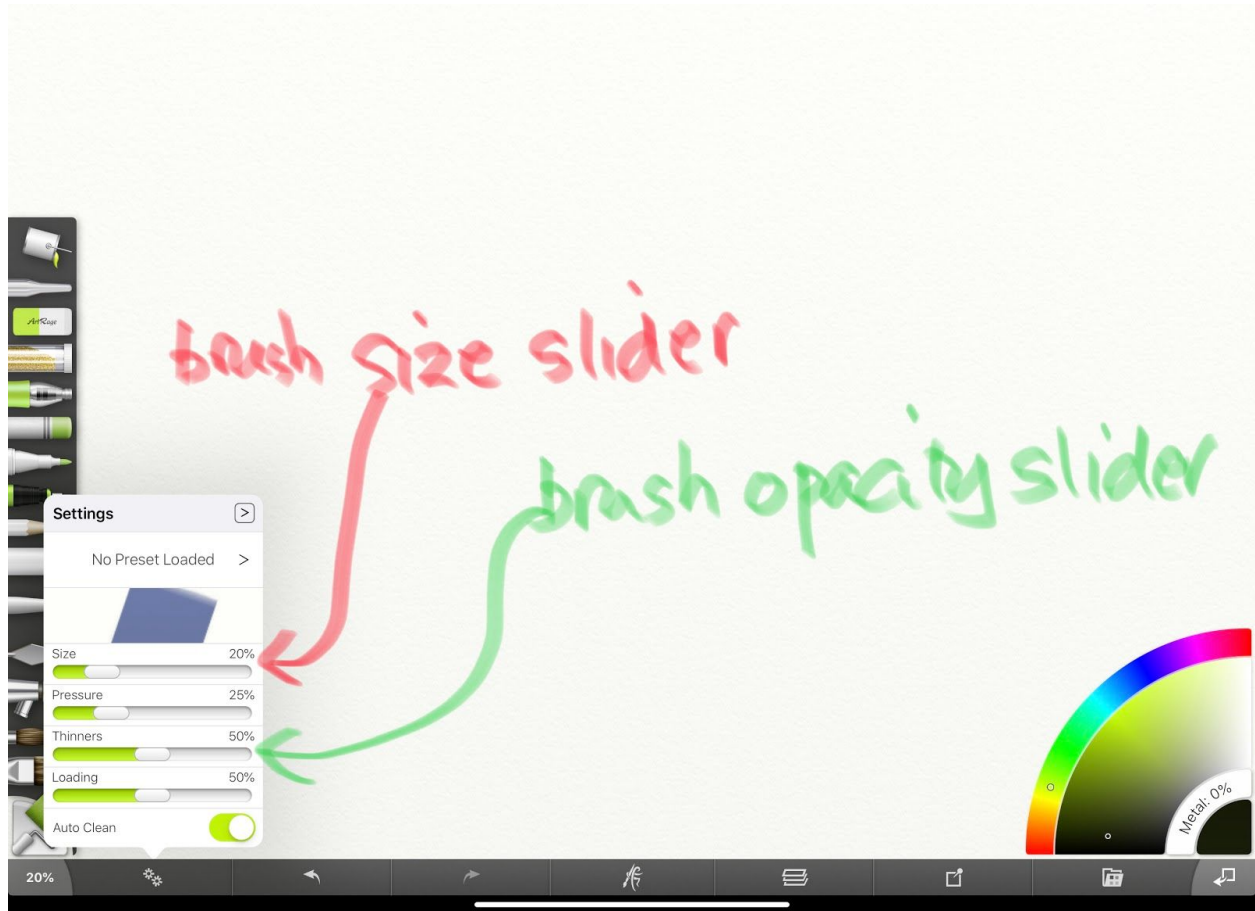 ArtRage
brush size slider
brush opacity slider
Settings >
No Preset Loaded >
Size 20%
Pressure 25%
Thinners 50%
Loading 50%
Auto Clean
Metal: 0%
20%